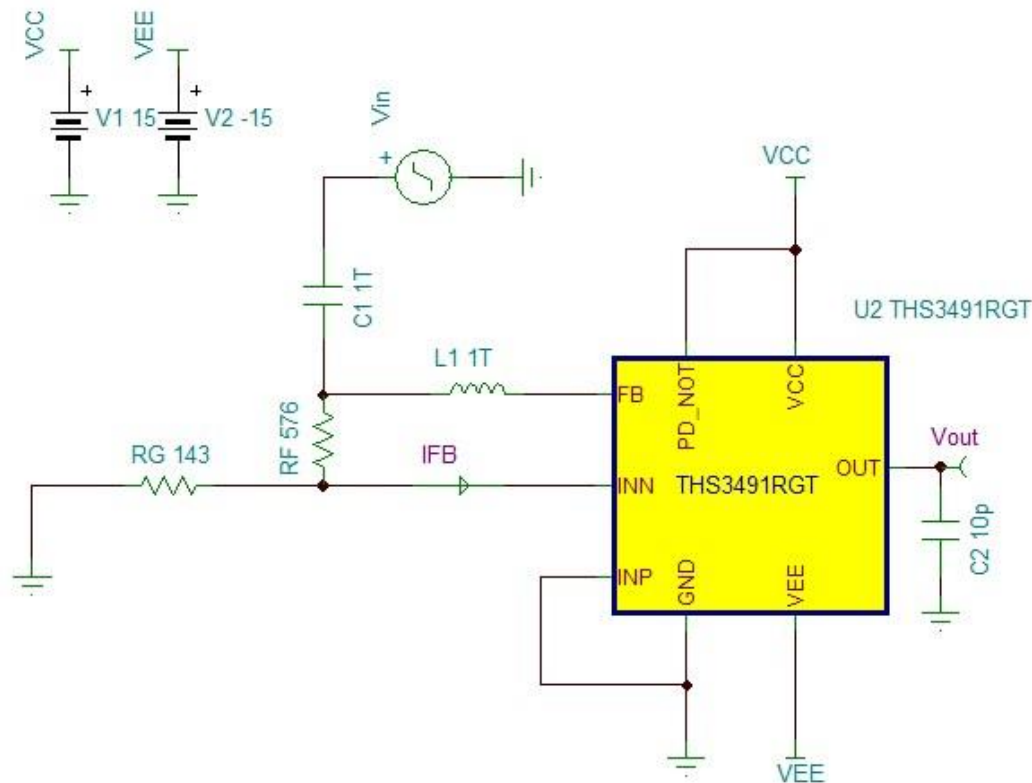 VCC
VEE
V1 15
V2 -15
Vin
VCC
C1 1T
U2 THS3491RGT
L1 1T
FB
PD_NOT
VCC
RF 576
RG 143
IFB
INN
THS3491RGT
OUT
Vout
INP
GND
VEE
C2 10p
VEE